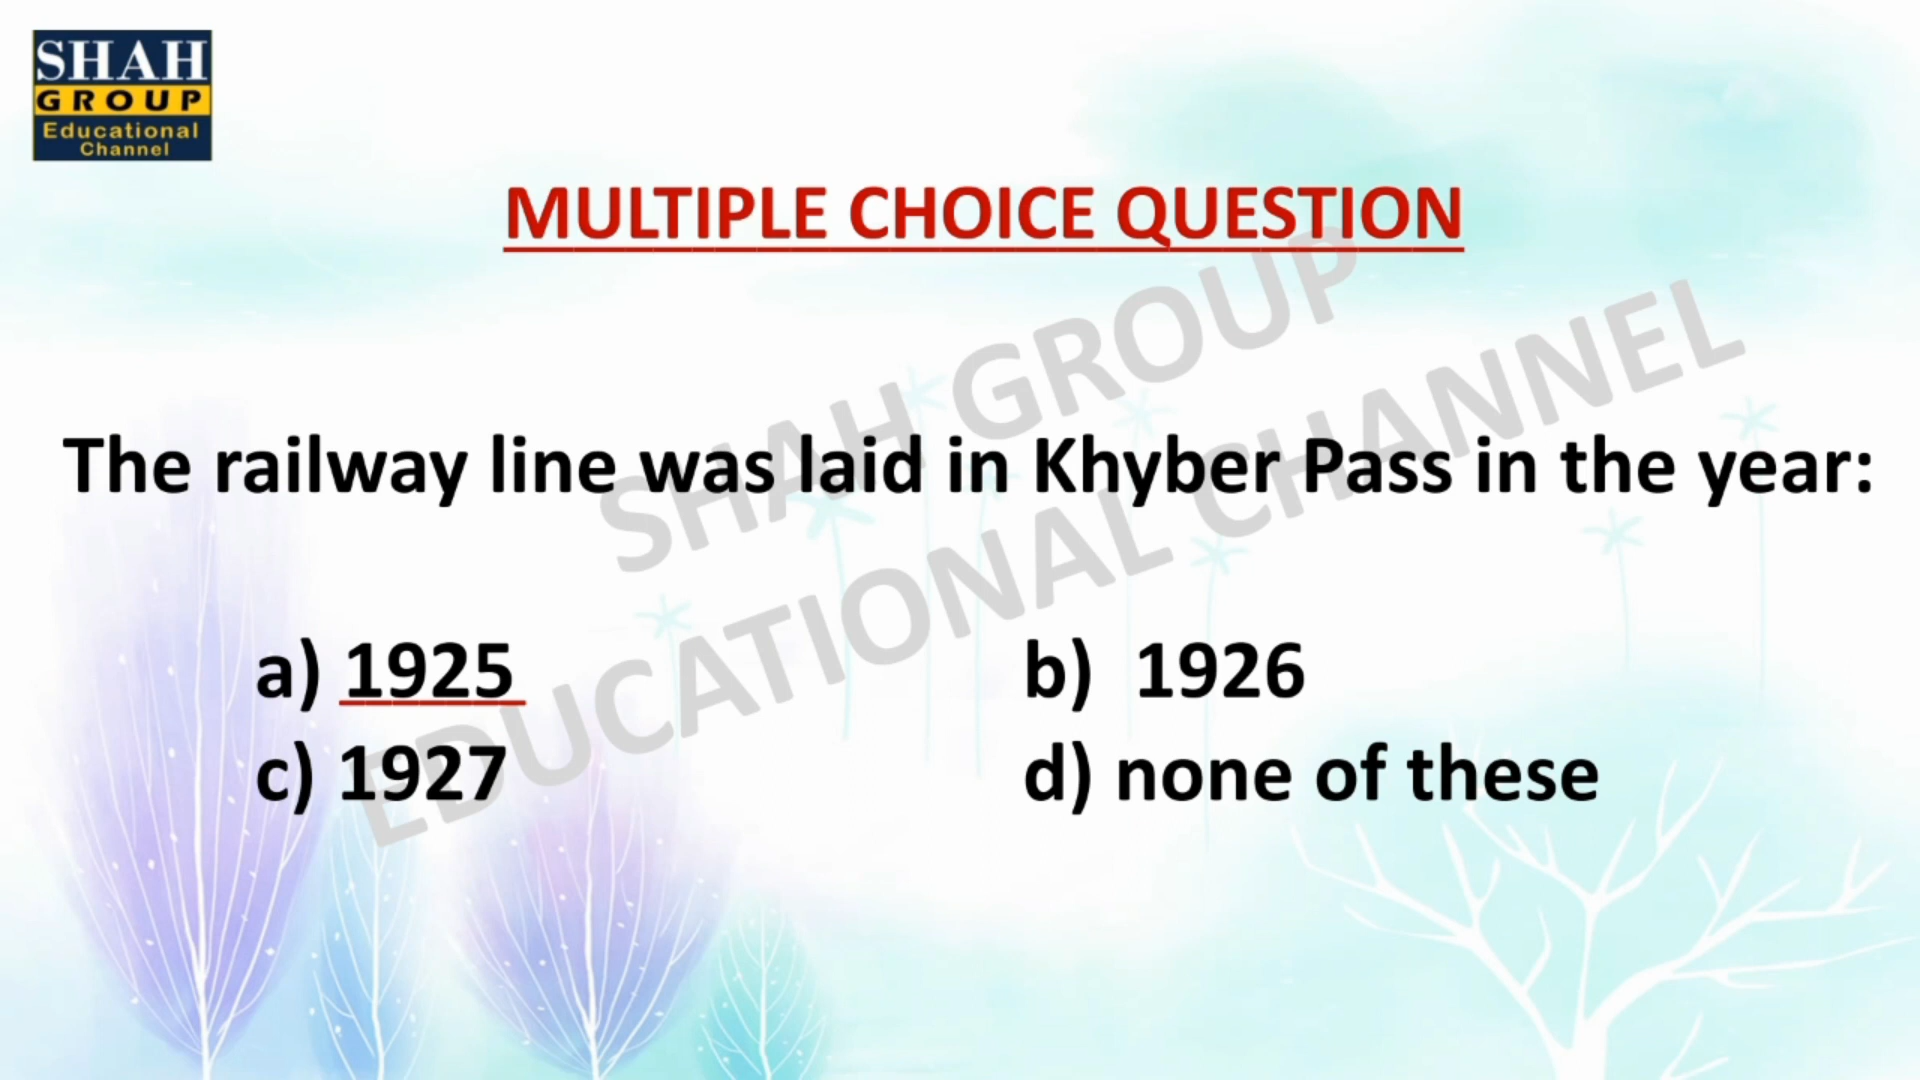 SHAH
GROUP
Educational
Channel
MULTIPLE CHOICE QUESTION
SHAH GROUP
EDUCATIONAL CHANNEL
The railway line was laid in Khyber Pass in the year:
a) 1925 b) 1926
c) 1927 d) none of these